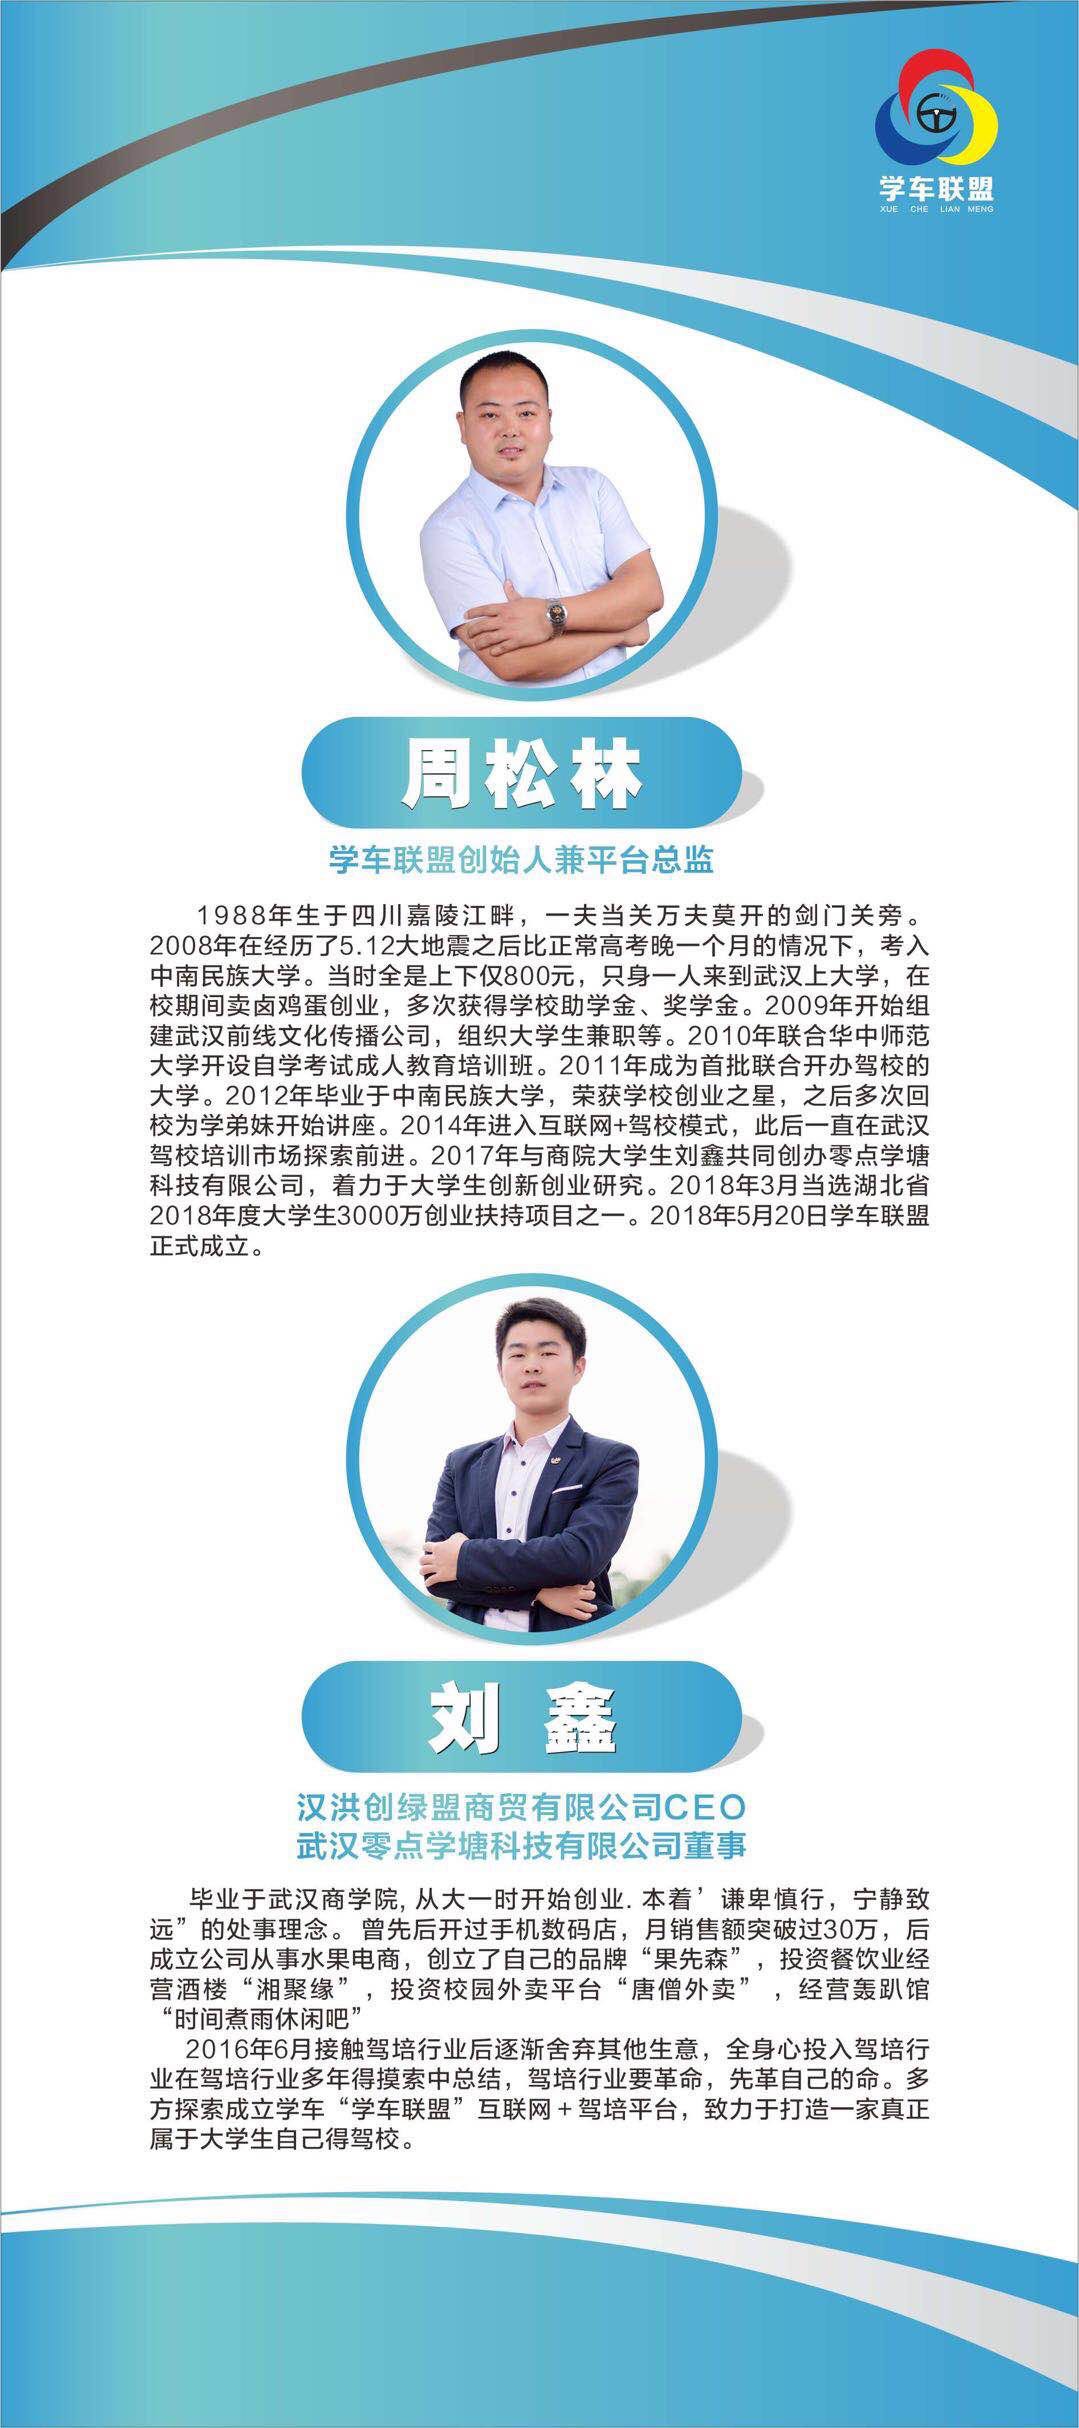 学车联盟
XUE CHE LIAN MENG
周松林
学车联盟创始人兼平台总监
1988年生于四川嘉陵江畔，一夫当关万夫莫开的剑门关旁。
2008年在经历了5.12大地震之后比正常高考晚一个月的情况下，考入
中南民族大学。当时全是上下仅800元，只身一人来到武汉上大学，在
校期间卖卤鸡蛋创业，多次获得学校助学金、奖学金。2009年开始组
建武汉前线文化传播公司，组织大学生兼职等。2010年联合华中师范
大学开设自学考试成人教育培训班。2011年成为首批联合开办驾校的
大学。2012年毕业于中南民族大学，荣获学校创业之星，之后多次回
校为学弟妹开始讲座。2014年进入互联网+驾校模式，此后一直在武汉
驾校培训市场探索前进。2017年与商院大学生刘鑫共同创办零点学塘
科技有限公司，着力于大学生创新创业研究。2018年3月当选湖北省
2018年度大学生3000万创业扶持项目之一。2018年5月20日学车联盟
正式成立。
刘 鑫
汉洪创绿盟商贸有限公司CEO
武汉零点学塘科技有限公司董事
毕业于武汉商学院, 从大一时开始创业. 本着’谦卑慎行，宁静致
远”的处事理念。曾先后开过手机数码店，月销售额突破过30万，后
成立公司从事水果电商，创立了自己的品牌“果先森”，投资餐饮业经
营酒楼“湘聚缘”，投资校园外卖平台“唐僧外卖” ，经营轰趴馆
“时间煮雨休闲吧”
2016年6月接触驾培行业后逐渐舍弃其他生意，全身心投入驾培行
业在驾培行业多年得摸索中总结，驾培行业要革命，先革自己的命。多
方探索成立学车“学车联盟”互联网＋驾培平台，致力于打造一家真正
属于大学生自己得驾校。